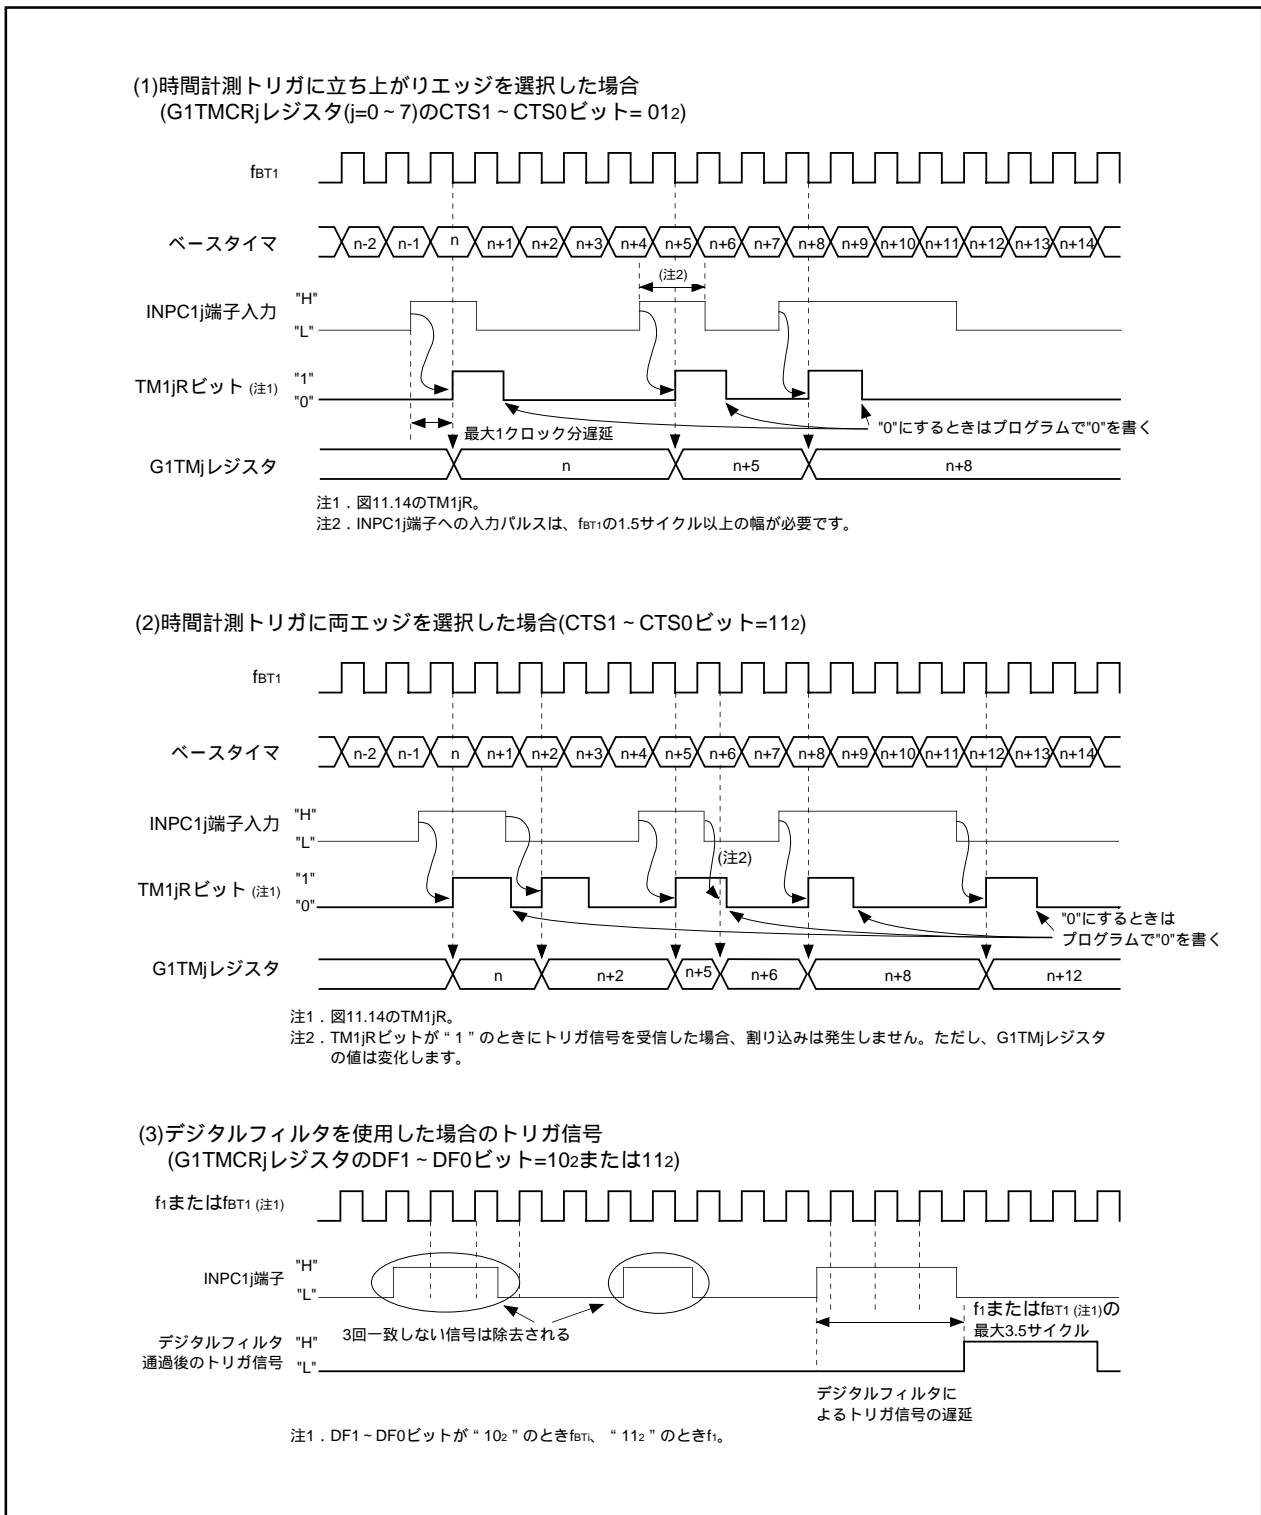 (1)時間計測トリガに立ち上がりエッジを選択した場合
(G1TMCRjレジスタ(j=0~7)のCTS1~CTS0ビット= 012)
fBT1
ベースタイマ
n-2 n-1 n n+1 n+2 n+3 n+4 n+5 n+6 n+7 n+8 n+9 n+10 n+11 n+12 n+13 n+14
(注2)
INPC1j端子入力
"H"
"L"
TM1jRビット (注1)
"1"
"0"
"0"にするときはプログラムで"0"を書く
最大1クロック分遅延
G1TMjレジスタ
n n+5 n+8
注1．図11.14のTM1jR。
注2．INPC1j端子への入力パルスは、fBT1の1.5サイクル以上の幅が必要です。
(2)時間計測トリガに両エッジを選択した場合(CTS1~CTS0ビット=112)
fBT1
ベースタイマ
n-2 n-1 n n+1 n+2 n+3 n+4 n+5 n+6 n+7 n+8 n+9 n+10 n+11 n+12 n+13 n+14
INPC1j端子入力
"H"
"L"
(注2)
TM1jRビット (注1)
"1"
"0"
"0"にするときは
プログラムで"0"を書く
G1TMjレジスタ
n n+2 n+5 n+6 n+8 n+12
注1．図11.14のTM1jR。
注2．TM1jRビットが“1”のときにトリガ信号を受信した場合、割り込みは発生しません。ただし、G1TMjレジスタ
の値は変化します。
(3)デジタルフィルタを使用した場合のトリガ信号
(G1TMCRjレジスタのDF1~DF0ビット=102または112)
f1またはfBT1 (注1)
INPC1j端子
"H"
"L"
3回一致しない信号は除去される
f1またはfBT1 (注1)の
最大3.5サイクル
デジタルフィルタ
通過後のトリガ信号
"H"
"L"
デジタルフィルタに
よるトリガ信号の遅延
注1．DF1~DF0ビットが“102”のときfBTi、“112”のときf1。